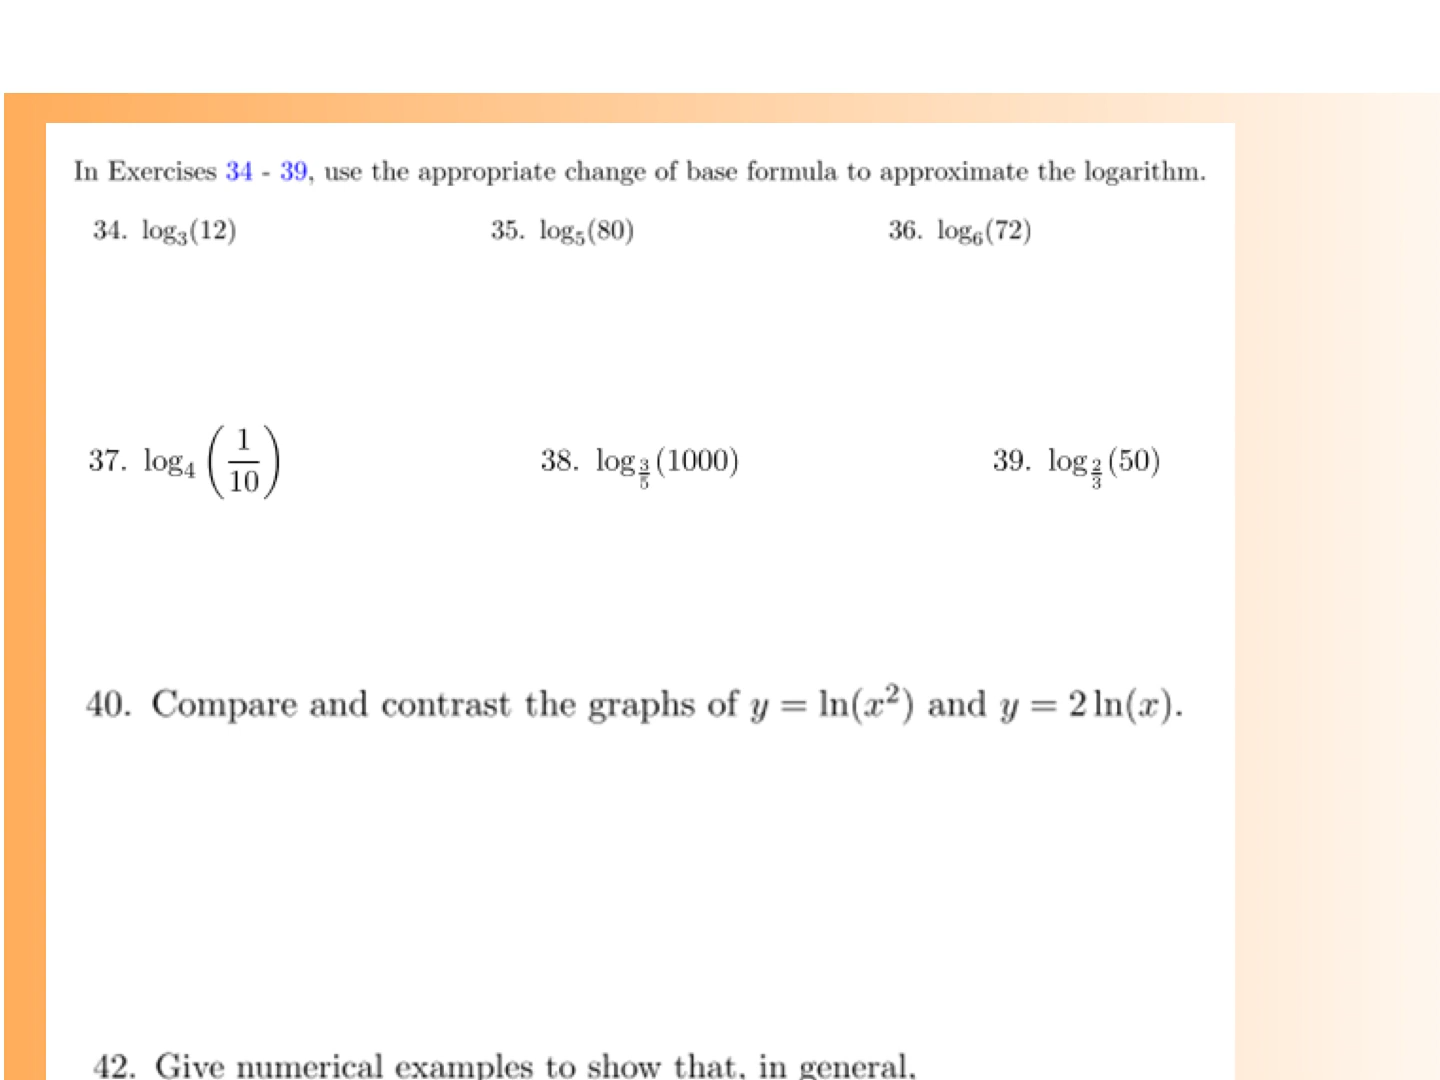 In Exercises 34 - 39, use the appropriate change of base formula to approximate the logarithm.
34. log₃(12) 35. log₅(80) 36. log₆(72)
37. log₄(1/10) 38. log_{3/5}(1000) 39. log_{2/3}(50)
40. Compare and contrast the graphs of y = ln(x²) and y = 2 ln(x).
42. Give numerical examples to show that, in general,